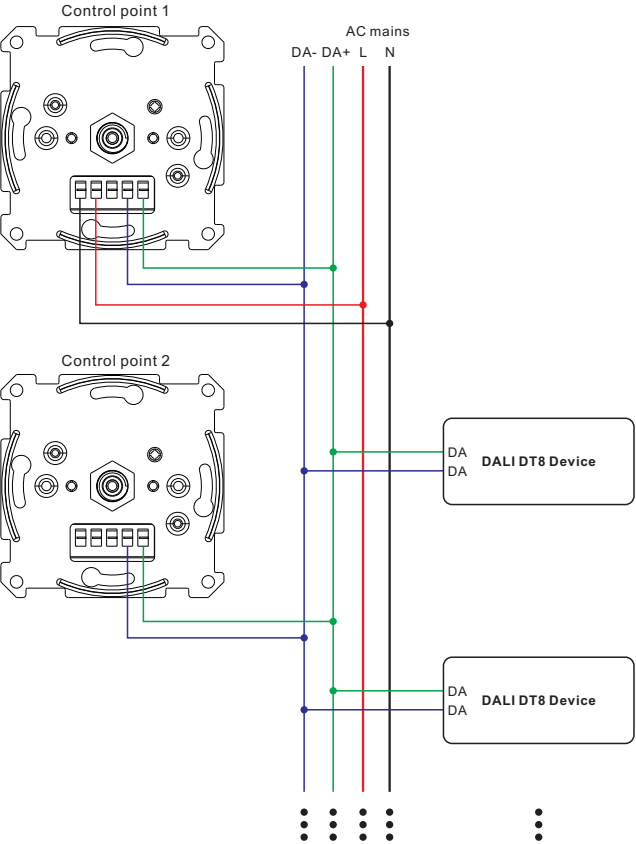 Control point 1
AC mains
DA- DA+ L N
Control point 2
DA
DALI DT8 Device
DA
DA
DALI DT8 Device
DA